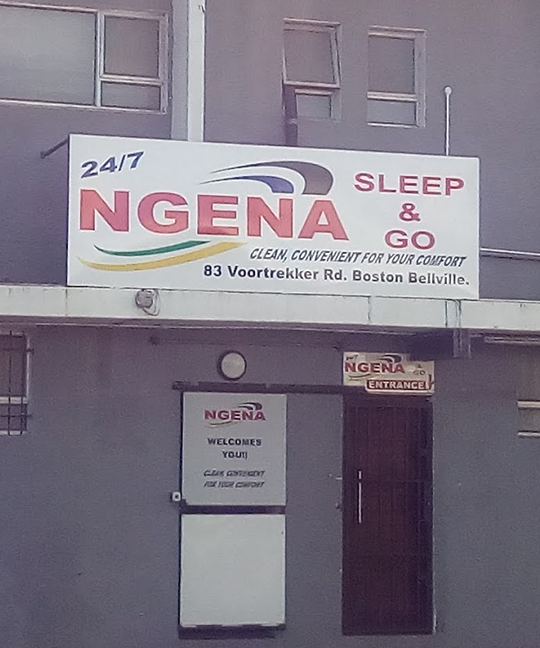 24/7
NGENA
SLEEP
&
GO
CLEAN, CONVENIENT FOR YOUR COMFORT
83 Voortrekker Rd. Boston Bellville.
NGENA
& GO
ENTRANCE
NGENA
WELCOMES
YOU!!
CLEAN, CONVENIENT
FOR YOUR COMFORT